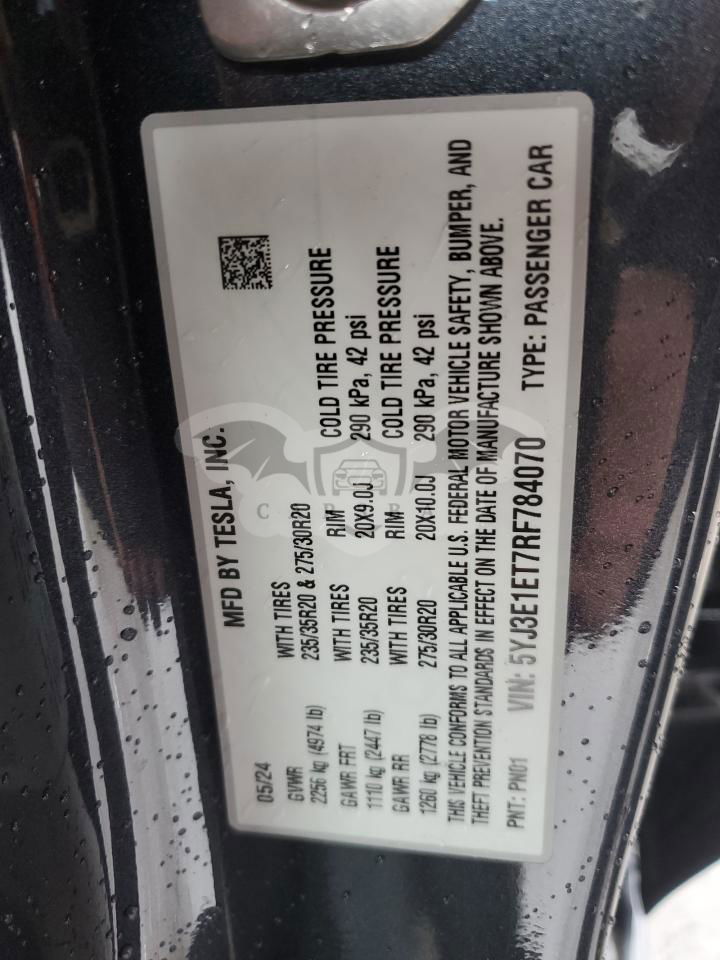 MFD BY TESLA, INC.
05/24
GVWR WITH TIRES
2256 kg (4974 lb) 235/35R20 & 275/30R20
GAWR FRT WITH TIRES RIM COLD TIRE PRESSURE
1110 kg (2447 lb) 235/35R20 20X9.0J 290 kPa, 42 psi
GAWR RR WITH TIRES RIM COLD TIRE PRESSURE
1260 kg (2778 lb) 275/30R20 20X10.0J 290 kPa, 42 psi
THIS VEHICLE CONFORMS TO ALL APPLICABLE U.S. FEDERAL MOTOR VEHICLE SAFETY, BUMPER, AND
THEFT PREVENTION STANDARDS IN EFFECT ON THE DATE OF MANUFACTURE SHOWN ABOVE.
PNT: PN01 VIN: 5YJ3E1ET7RF784070 TYPE: PASSENGER CAR